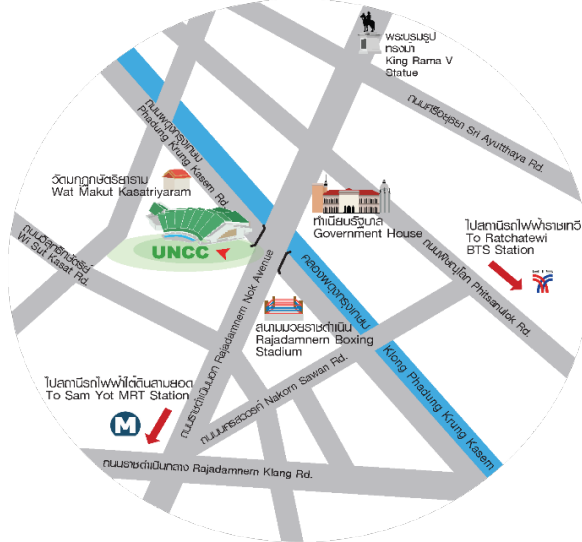 พระบรมรูป
ทรงม้า
King Rama V
Statue
ถนนศรีอยุธยา Sri Ayutthaya Rd.
ถนนผดุงกรุงเกษม
Phadung Krung Kasem Rd.
วัดมกุฏกษัตริยาราม
Wat Makut Kasatriyaram
ทำเนียบรัฐบาล
Government House
ไปสถานีรถไฟฟ้าราชเทวี
To Ratchatewi
BTS Station
ถนนวิสุทธิกษัตริย์
Wi Sut Kasat Rd.
UNCC
ถนนพิษณุโลก Phitsanulok Rd.
คลองผดุงกรุงเกษม Klong Phadung Krung Kasem
สนามมวยราชดำเนิน
Rajadamnern Boxing
Stadium
ถนนราชดำเนินนอก Rajadamnern Nok Avenue
ถนนนครสวรรค์ Nakorn Sawan Rd.
ไปสถานีรถไฟฟ้าใต้ดินสามยอด
To Sam Yot MRT Station
M
ถนนราชดำเนินกลาง Rajadamnern Klang Rd.